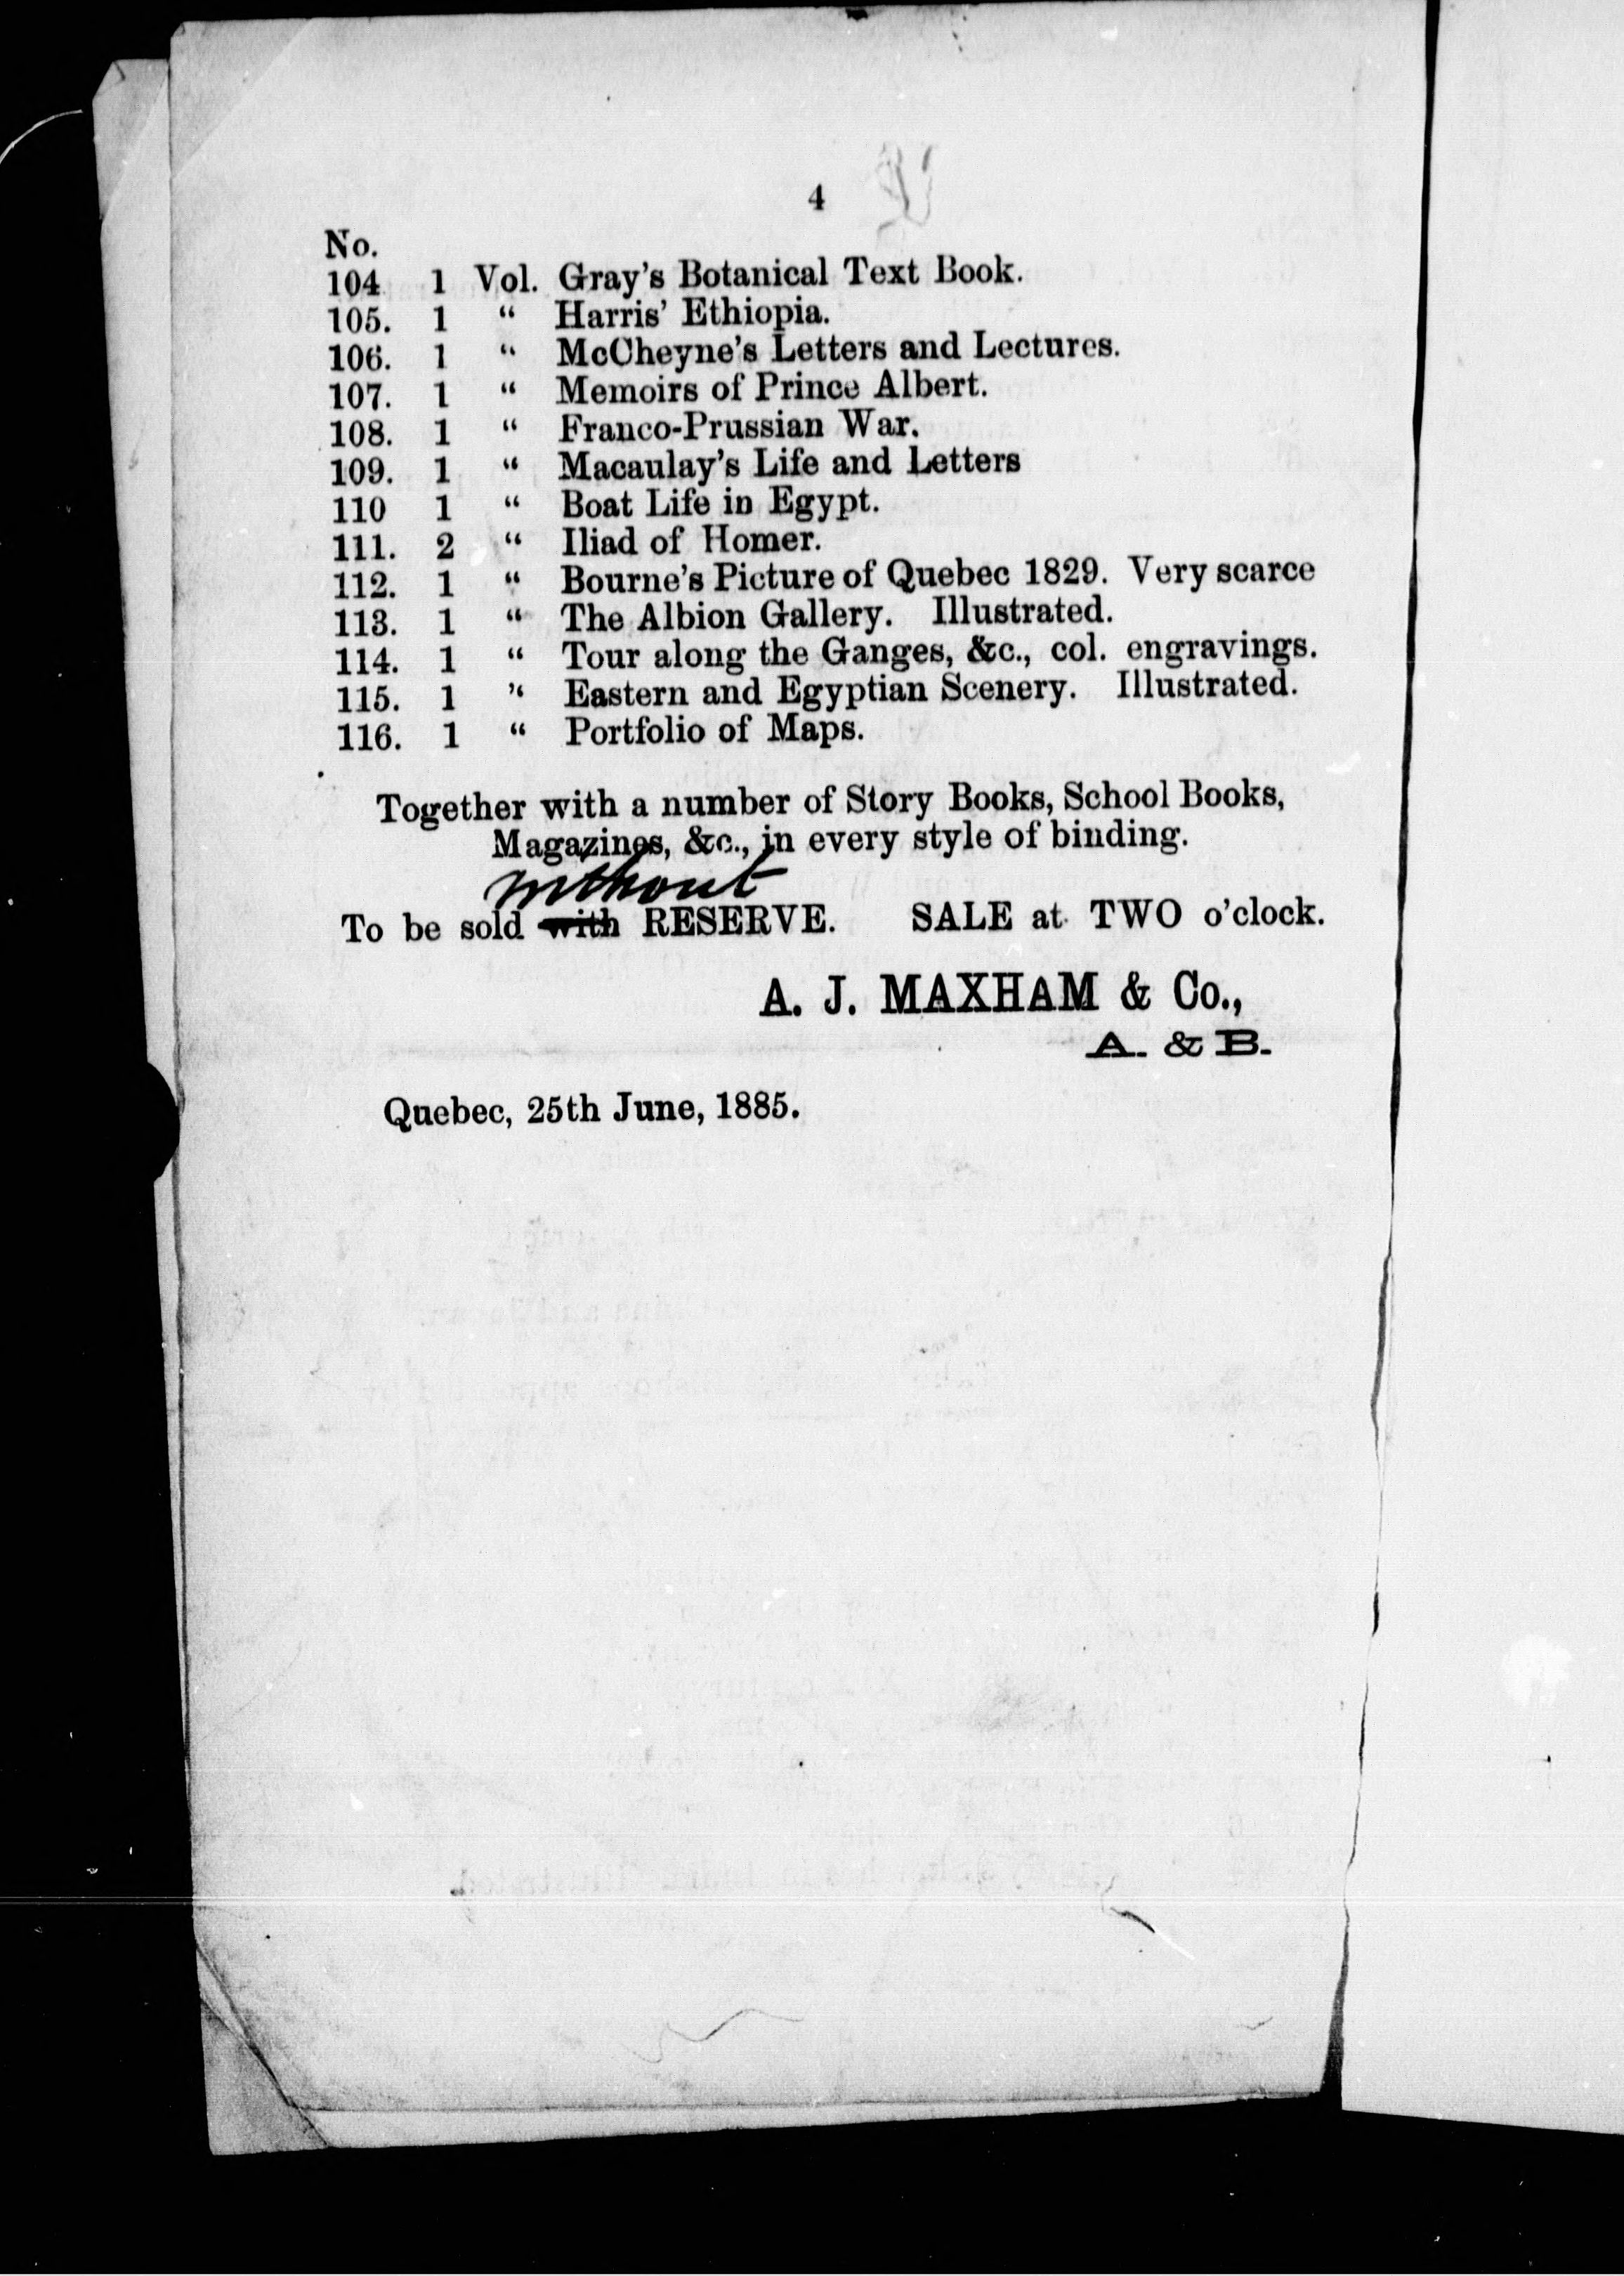 4
No.
104 1 Vol. Gray's Botanical Text Book.
105. 1 “ Harris' Ethiopia.
106. 1 “ McCheyne's Letters and Lectures.
107. 1 “ Memoirs of Prince Albert.
108. 1 “ Franco-Prussian War.
109. 1 “ Macaulay's Life and Letters
110 1 “ Boat Life in Egypt.
111. 2 “ Iliad of Homer.
112. 1 “ Bourne's Picture of Quebec 1829. Very scarce
113. 1 “ The Albion Gallery. Illustrated.
114. 1 “ Tour along the Ganges, &c., col. engravings.
115. 1 “ Eastern and Egyptian Scenery. Illustrated.
116. 1 “ Portfolio of Maps.
Together with a number of Story Books, School Books,
Magazines, &c., in every style of binding.
without
To be sold with RESERVE. SALE at TWO o'clock.
A. J. MAXHAM & Co.,
A. & B.
Quebec, 25th June, 1885.